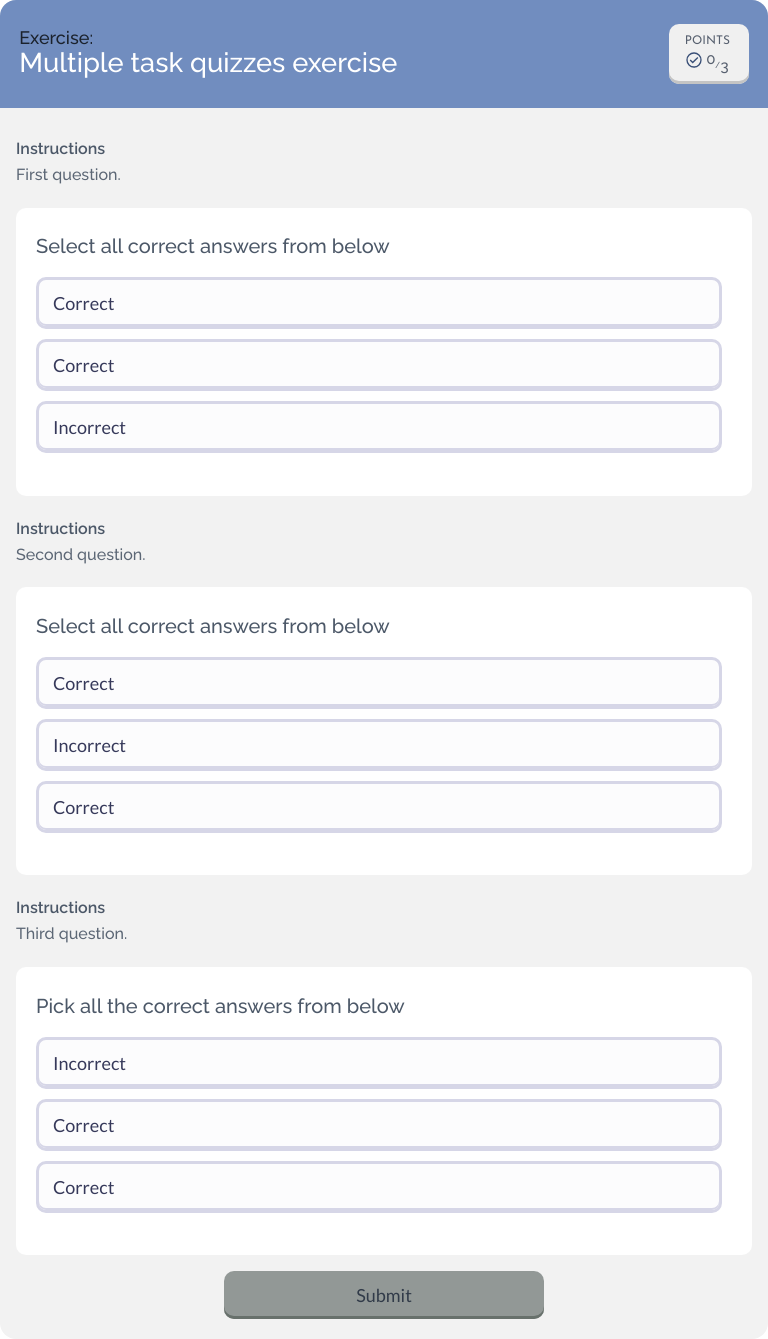 Exercise:
Multiple task quizzes exercise
POINTS
0/3
Instructions
First question.
Select all correct answers from below
Correct
Correct
Incorrect
Instructions
Second question.
Select all correct answers from below
Correct
Incorrect
Correct
Instructions
Third question.
Pick all the correct answers from below
Incorrect
Correct
Correct
Submit